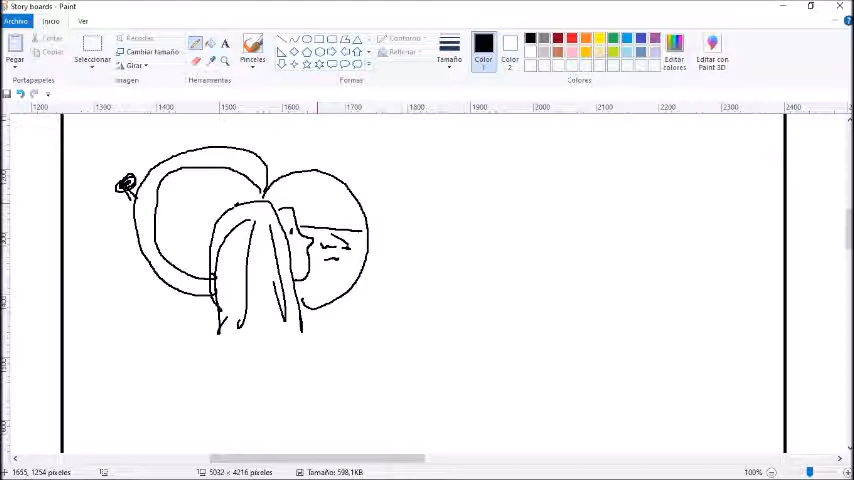 Story boards - Paint
Archivo Inicio Ver
Pegar
Cortar
Copiar
Portapapeles
Seleccionar
Recortar
Cambiar tamaño
Girar
Imagen
A
Herramientas
Pinceles
Contorno
Rellenar
Formas
Tamaño
Color 1
Color 2
Editar colores
Editar con Paint 3D
Colores
1200 1300 1400 1500 1600 1700 1800 1900 2000 2100 2200 2300 2400
1655, 1254 píxeles
5032 × 4216 píxeles
Tamaño: 598,1KB
100%